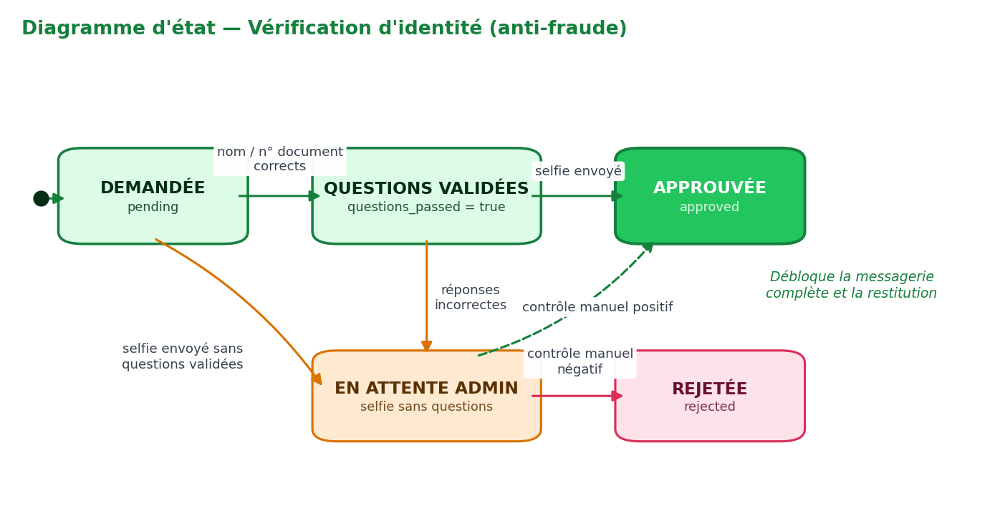 Diagramme d'état — Vérification d'identité (anti-fraude)
nom / n° document
corrects
selfie envoyé
DEMANDÉE
pending
QUESTIONS VALIDÉES
questions_passed = true
APPROUVÉE
approved
Débloque la messagerie
complète et la restitution
réponses
incorrectes
contrôle manuel positif
selfie envoyé sans
questions validées
contrôle manuel
négatif
EN ATTENTE ADMIN
selfie sans questions
REJETÉE
rejected